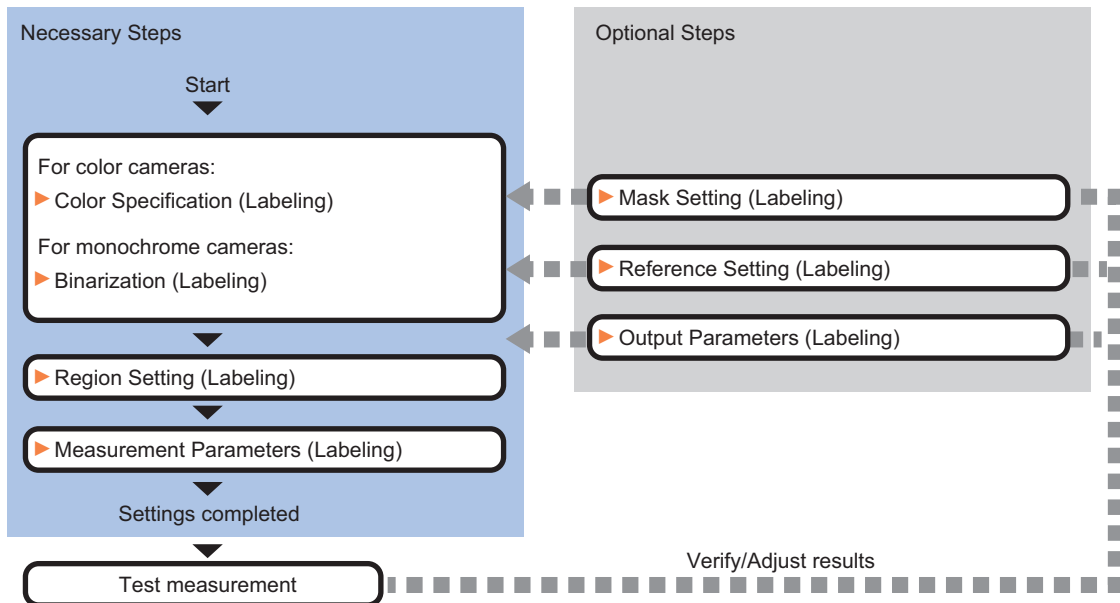 Necessary Steps
Start
For color cameras:
Color Specification (Labeling)
For monochrome cameras:
Binarization (Labeling)
Region Setting (Labeling)
Measurement Parameters (Labeling)
Settings completed
Test measurement
Optional Steps
Mask Setting (Labeling)
Reference Setting (Labeling)
Output Parameters (Labeling)
Verify/Adjust results